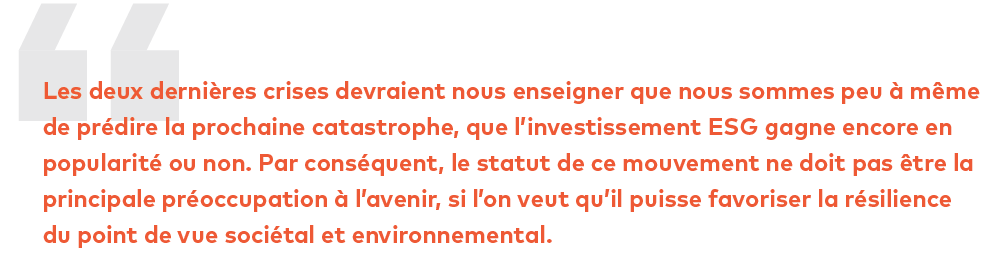 Les deux dernières crises devraient nous enseigner que nous sommes peu à même
de prédire la prochaine catastrophe, que l’investissement ESG gagne encore en
popularité ou non. Par conséquent, le statut de ce mouvement ne doit pas être la
principale préoccupation à l’avenir, si l’on veut qu’il puisse favoriser la résilience
du point de vue sociétal et environnemental.